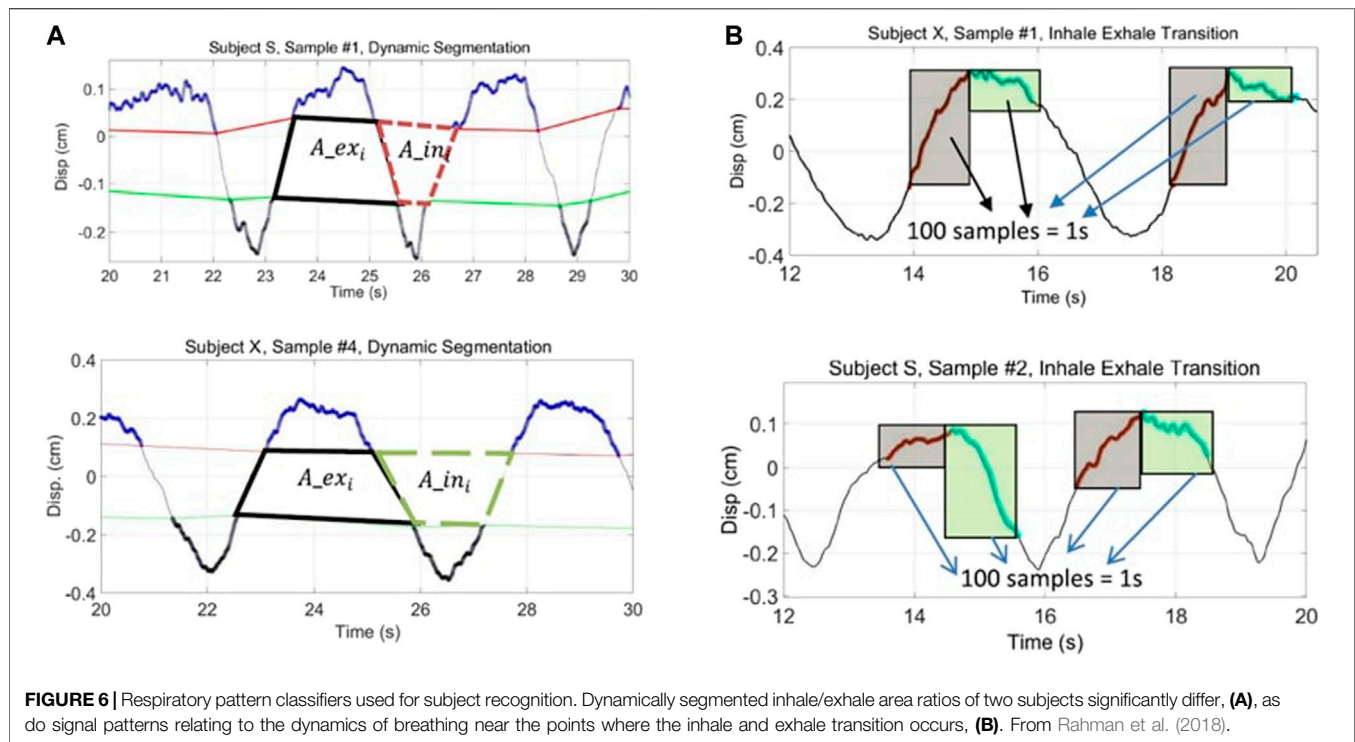 A
Subject S, Sample #1, Dynamic Segmentation
Disp (cm)
0.1
0
-0.1
-0.2
A_ex_i
A_in_i
20 21 22 23 24 25 26 27 28 29 30
Time (s)
Subject X, Sample #4, Dynamic Segmentation
Disp. (cm)
0.4
0.2
0
-0.2
-0.4
A_ex_i
A_in_i
20 22 24 26 28 30
Time (s)
B
Subject X, Sample #1, Inhale Exhale Transition
Disp (cm)
0.4
0.2
0
-0.2
-0.4
100 samples = 1s
12 14 16 18 20
Time (s)
Subject S, Sample #2, Inhale Exhale Transition
Disp (cm)
0.1
0
-0.1
-0.2
-0.3
100 samples = 1s
12 14 16 18 20
Time (s)
FIGURE 6 | Respiratory pattern classifiers used for subject recognition. Dynamically segmented inhale/exhale area ratios of two subjects significantly differ, (A), as
do signal patterns relating to the dynamics of breathing near the points where the inhale and exhale transition occurs, (B). From Rahman et al. (2018).